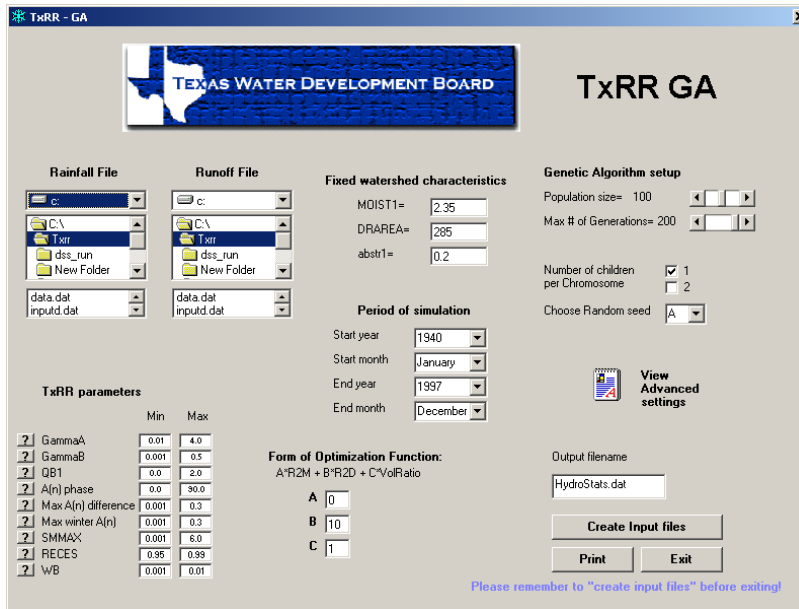 TxRR - GA
TEXAS WATER DEVELOPMENT BOARD
TxRR GA
Rainfall File
c:
C:\
Txrr
dss_run
New Folder
data.dat
inputd.dat
Runoff File
c:
C:\
Txrr
dss_run
New Folder
data.dat
inputd.dat
Fixed watershed characteristics
MOIST1= 2.35
DRAREA= 285
abstr1= 0.2
Genetic Algorithm setup
Population size= 100
Max # of Generations= 200
Number of children per Chromosome
1
2
Choose Random seed A
Period of simulation
Start year 1940
Start month January
End year 1997
End month December
View
Advanced
settings
TxRR parameters
Min Max
? GammaA 0.01 4.0
? GammaB 0.001 0.5
? QB1 0.0 2.0
? A(n) phase 0.0 90.0
? Max A(n) difference 0.001 0.3
? Max winter A(n) 0.001 0.3
? SMMAX 0.001 6.0
? RECES 0.95 0.99
? WB 0.001 0.01
Form of Optimization Function:
A*R2M + B*R2D + C*VolRatio
A 0
B 10
C 1
Output filename
HydroStats.dat
Create Input files
Print Exit
Please remember to "create input files" before exiting!